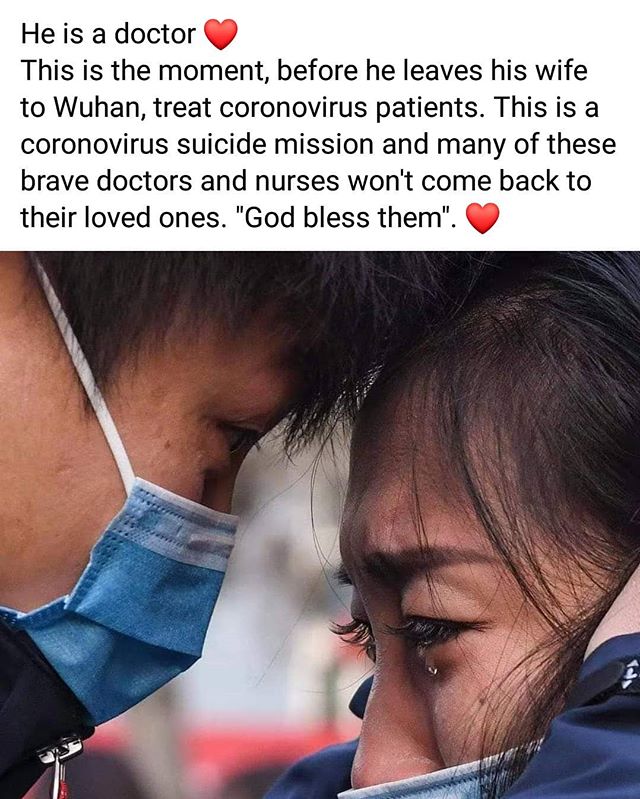 He is a doctor ❤️
This is the moment, before he leaves his wife
to Wuhan, treat coronovirus patients. This is a
coronovirus suicide mission and many of these
brave doctors and nurses won't come back to
their loved ones. "God bless them". ❤️